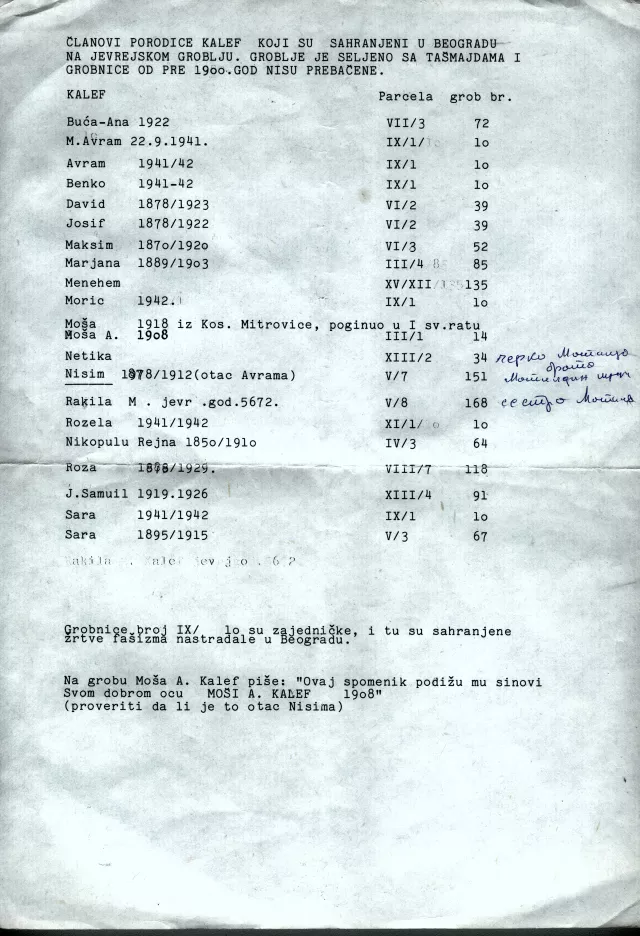 ČLANOVI PORODICE KALEF KOJI SU SAHRANJENI U BEOGRADU
NA JEVREJSKOM GROBLJU. GROBLJE JE SELJENO SA TAŠMAJDAMA I
GROBNICE OD PRE 19oo.GOD NISU PREBAČENE.
KALEF Parcela grob br.
Buća-Ana 1922 VII/3 72
M.Avram 22.9.1941. IX/1/ lo
Avram 1941/42 IX/1 lo
Benko 1941-42 IX/1 lo
David 1878/1923 VI/2 39
Josif 1878/1922 VI/2 39
Maksim 187o/192o VI/3 52
Marjana 1889/19o3 III/4 85
Menehem XV/XII 135
Moric 1942. IX/1 lo
Moša 1918 iz Kos. Mitrovice, poginuo u I sv.ratu
Moša A. 19o8 III/1 14
Netika XIII/2 34
Nisim 1878/1912(otac Avrama) V/7 151
Rakila M . jevr .god.5672. V/8 168
Rozela 1941/1942 XI/1/ lo
Nikopulu Rejna 185o/191o IV/3 64
Roza 1898/1929. VIII/7 118
J.Samuil 1919.1926 XIII/4 91
Sara 1941/1942 IX/1 lo
Sara 1895/1915 V/3 67
Grobnice broj IX/ lo su zajedničke, i tu su sahranjene
žrtve fašizma nastradale u Beogradu.
Na grobu Moša A. Kalef piše: "Ovaj spomenik podižu mu sinovi
Svom dobrom ocu MOŠI A. KALEF 19o8"
(proveriti da li je to otac Nisima)